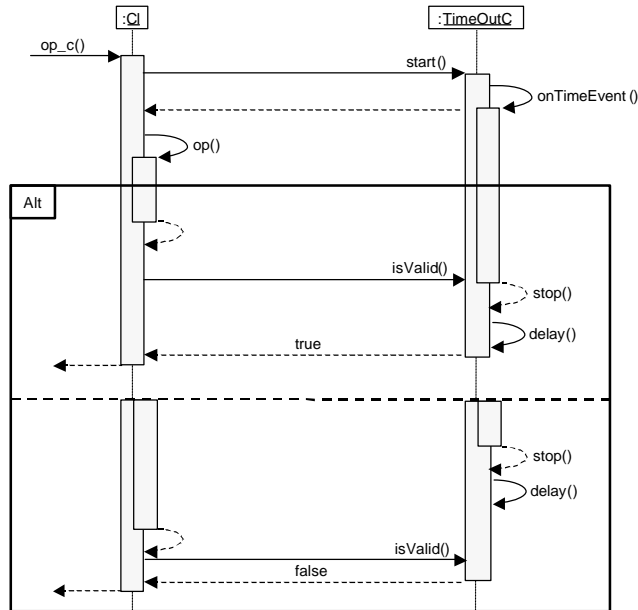 :Cl
:TimeOutC
op_c()
start()
onTimeEvent()
op()
Alt
isValid()
stop()
delay()
true
stop()
delay()
isValid()
false